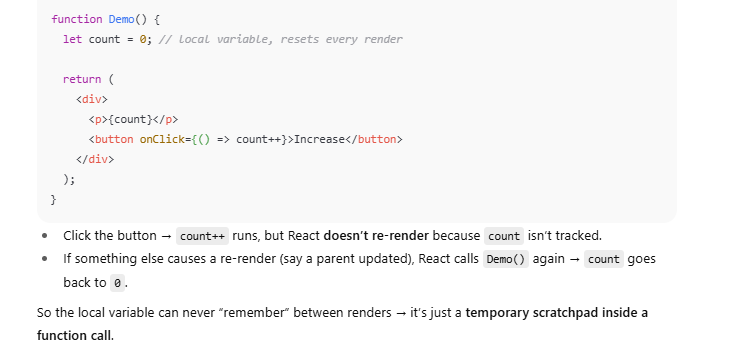 function Demo() {
  let count = 0; // local variable, resets every render

  return (
    <div>
      <p>{count}</p>
      <button onClick={() => count++}>Increase</button>
    </div>
  );
}
• Click the button → count++ runs, but React doesn’t re-render because count isn’t tracked.
• If something else causes a re-render (say a parent updated), React calls Demo() again → count goes
back to 0.
So the local variable can never “remember” between renders → it’s just a temporary scratchpad inside a
function call.